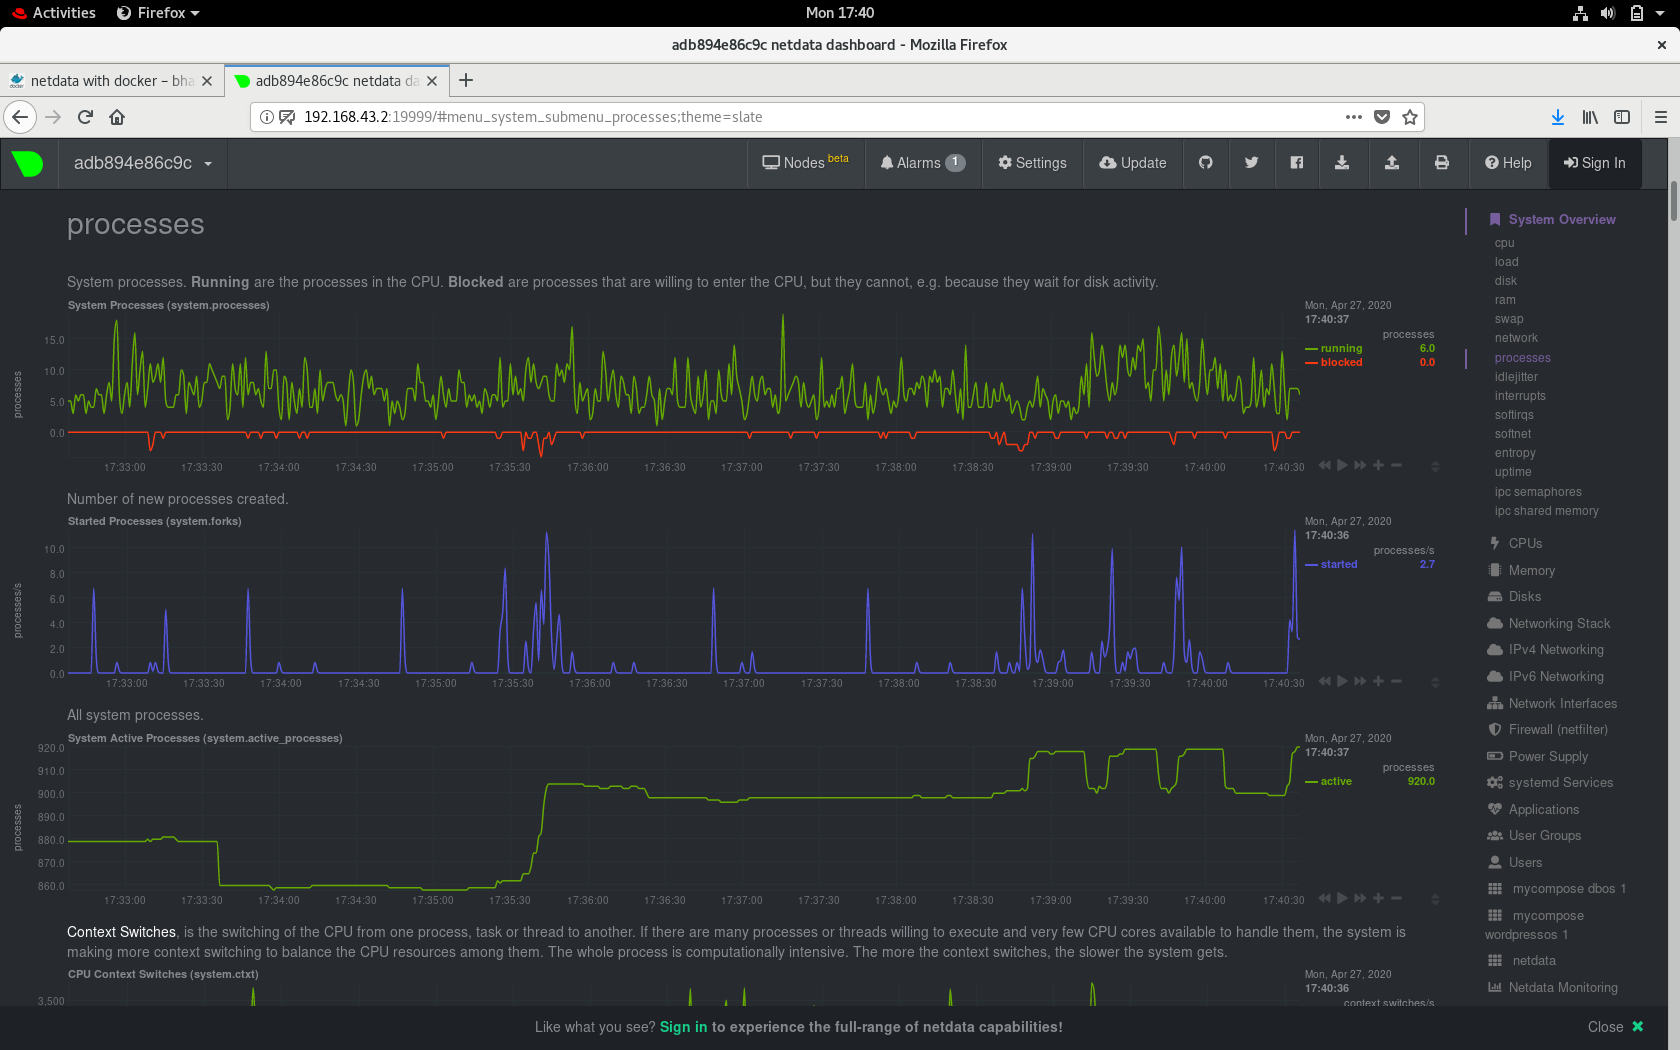 Activities Firefox Mon 17:40
adb894e86c9c netdata dashboard - Mozilla Firefox
netdata with docker – bha adb894e86c9c netdata da
192.168.43.2:19999/#menu_system_submenu_processes;theme=slate
adb894e86c9c Nodes beta Alarms 1 Settings Update Help Sign In
processes
System processes. Running are the processes in the CPU. Blocked are processes that are willing to enter the CPU, but they cannot, e.g. because they wait for disk activity.
System Processes (system.processes)
Mon, Apr 27, 2020
17:40:37
processes
running 6.0
blocked 0.0
processes
15.0
10.0
5.0
0.0
17:33:00 17:33:30 17:34:00 17:34:30 17:35:00 17:35:30 17:36:00 17:36:30 17:37:00 17:37:30 17:38:00 17:38:30 17:39:00 17:39:30 17:40:00 17:40:30
Number of new processes created.
Started Processes (system.forks)
Mon, Apr 27, 2020
17:40:36
processes/s
started 2.7
processes/s
10.0
8.0
6.0
4.0
2.0
0.0
17:33:00 17:33:30 17:34:00 17:34:30 17:35:00 17:35:30 17:36:00 17:36:30 17:37:00 17:37:30 17:38:00 17:38:30 17:39:00 17:39:30 17:40:00 17:40:30
All system processes.
System Active Processes (system.active_processes)
Mon, Apr 27, 2020
17:40:37
processes
active 920.0
processes
920.0
910.0
900.0
890.0
880.0
870.0
860.0
17:33:00 17:33:30 17:34:00 17:34:30 17:35:00 17:35:30 17:36:00 17:36:30 17:37:00 17:37:30 17:38:00 17:38:30 17:39:00 17:39:30 17:40:00 17:40:30
Context Switches, is the switching of the CPU from one process, task or thread to another. If there are many processes or threads willing to execute and very few CPU cores available to handle them, the system is
making more context switching to balance the CPU resources among them. The whole process is computationally intensive. The more the context switches, the slower the system gets.
CPU Context Switches (system.ctxt)
Mon, Apr 27, 2020
17:40:36
context switches/s
3,500
System Overview
cpu
load
disk
ram
swap
network
processes
idlejitter
interrupts
softirqs
softnet
entropy
uptime
ipc semaphores
ipc shared memory
CPUs
Memory
Disks
Networking Stack
IPv4 Networking
IPv6 Networking
Network Interfaces
Firewall (netfilter)
Power Supply
systemd Services
Applications
User Groups
Users
mycompose dbos 1
mycompose
wordpressos 1
netdata
Netdata Monitoring
Like what you see? Sign in to experience the full-range of netdata capabilities!
Close